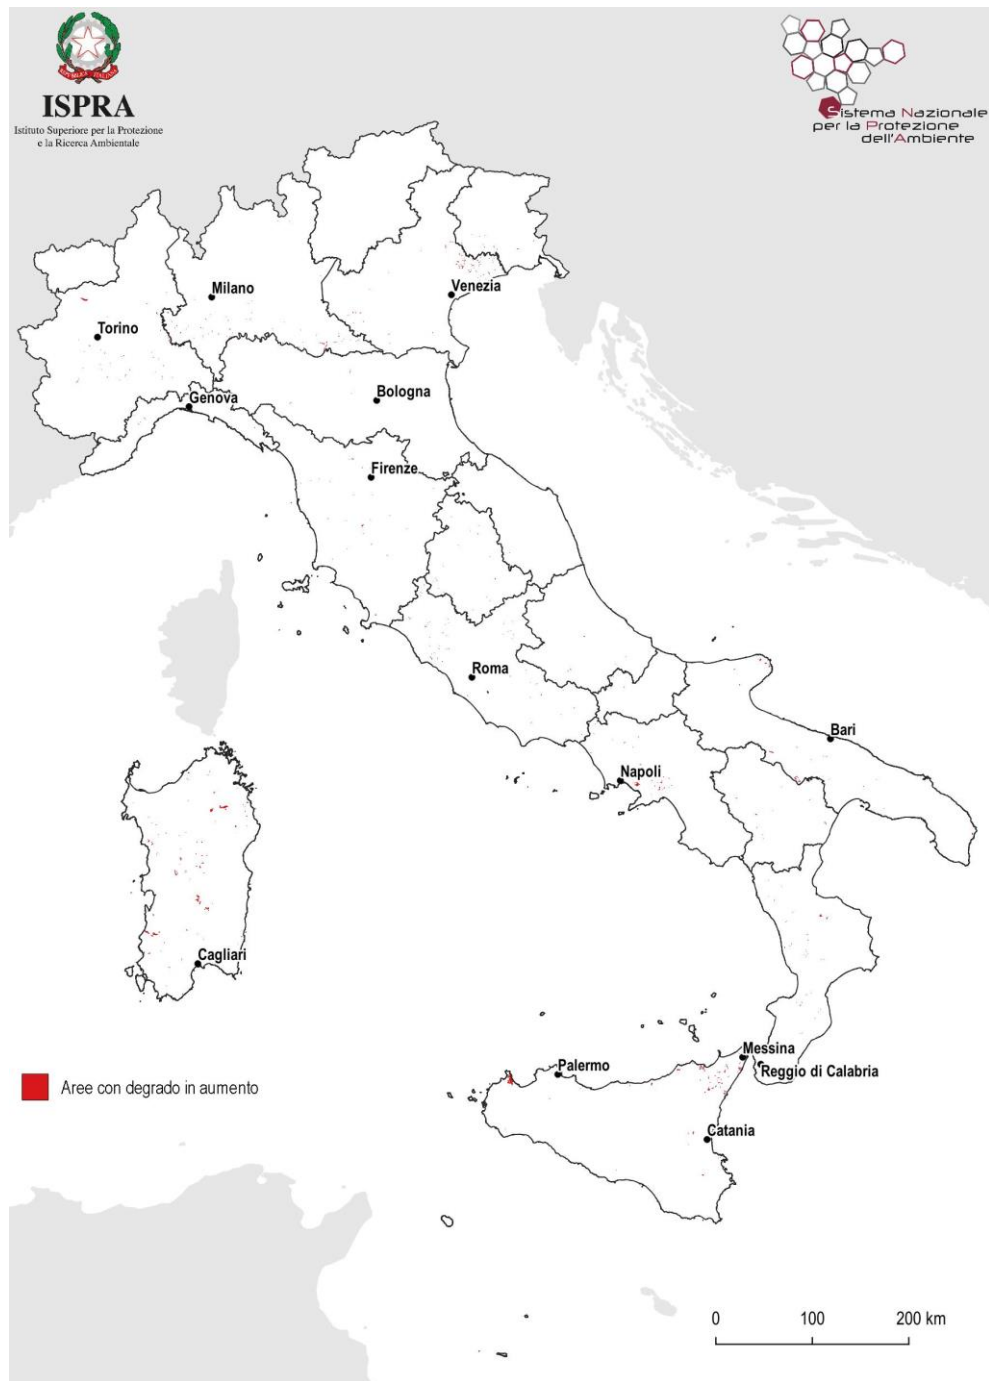 ISPRA
Istituto Superiore per la Protezione
e la Ricerca Ambientale
Sistema Nazionale
per la Protezione
dell'Ambiente
Milano
Venezia
Torino
Bologna
Genova
Firenze
Roma
Bari
Napoli
Cagliari
Messina
Palermo
Reggio di Calabria
Aree con degrado in aumento
Catania
0 100 200 km